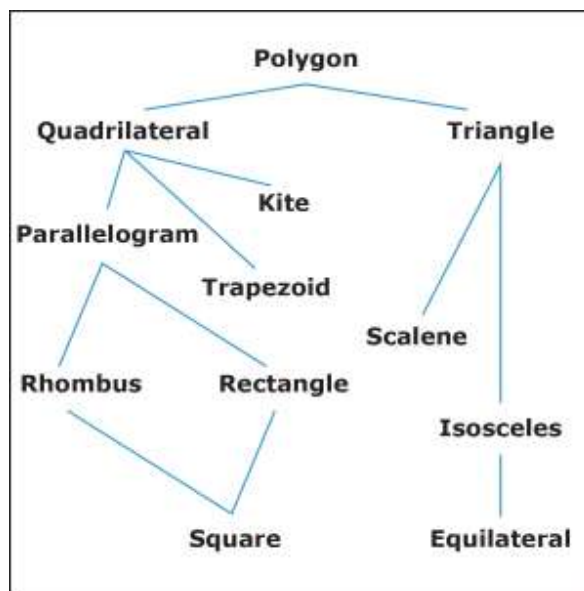 Polygon
Quadrilateral
Triangle
Kite
Parallelogram
Trapezoid
Scalene
Rhombus
Rectangle
Isosceles
Square
Equilateral